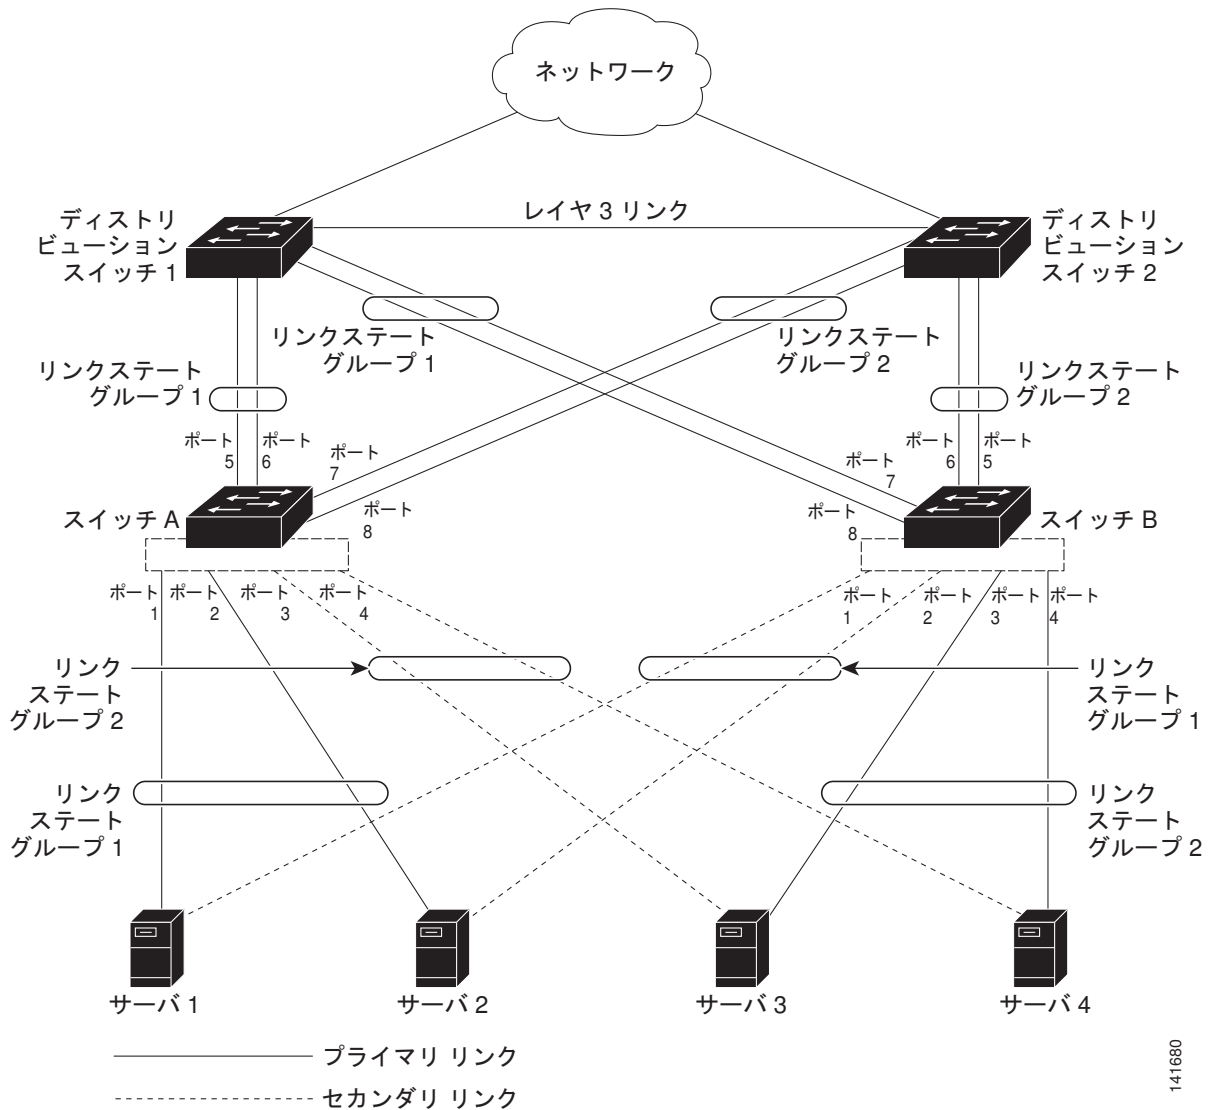 ネットワーク
レイヤ 3 リンク
ディストリ
ビューション
スイッチ 1
ディストリ
ビューション
スイッチ 2
リンクステート
グループ 1
リンクステート
グループ 2
リンクステート
グループ 1
リンクステート
グループ 2
ポート
5
ポート
6
ポート
7
ポート
8
ポート
7
ポート
8
ポート
6
ポート
5
スイッチ A
スイッチ B
ポート
1
ポート
2
ポート
3
ポート
4
ポート
1
ポート
2
ポート
3
ポート
4
リンク
ステート
グループ 2
リンク
ステート
グループ 1
リンク
ステート
グループ 1
リンク
ステート
グループ 2
サーバ 1
サーバ 2
サーバ 3
サーバ 4
プライマリ リンク
セカンダリ リンク
141680